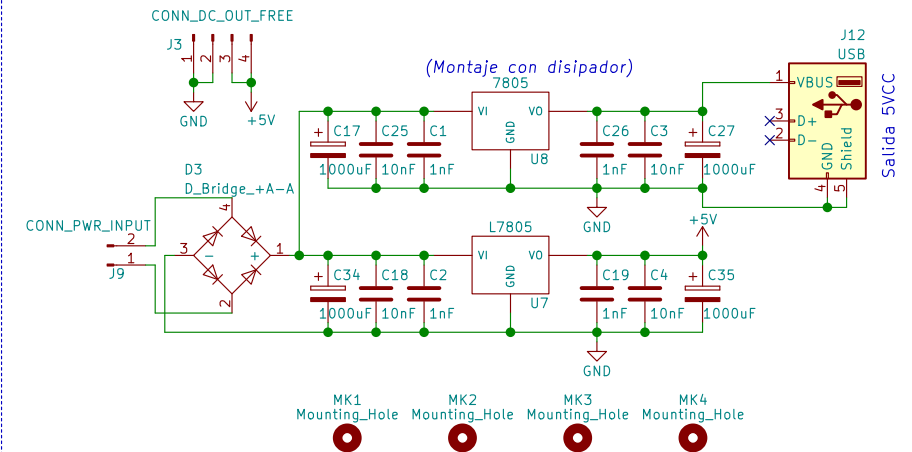 CONN_DC_OUT_FREE
J3
1
2
3
4
GND
+5V
(Montaje con disipador)
7805
VI
VO
GND
U8
C17
1000uF
C25
10nF
C1
1nF
C26
1nF
C3
10nF
C27
1000uF
GND
J12
USB
1
VBUS
3
D+
2
D-
GND
Shield
4
5
Salida 5VCC
D3
D_Bridge_+A-A
4
3
1
2
-
+
CONN_PWR_INPUT
2
1
J9
L7805
VI
VO
GND
U7
+5V
C34
1000uF
C18
10nF
C2
1nF
C19
1nF
C4
10nF
C35
1000uF
GND
MK1
Mounting_Hole
MK2
Mounting_Hole
MK3
Mounting_Hole
MK4
Mounting_Hole